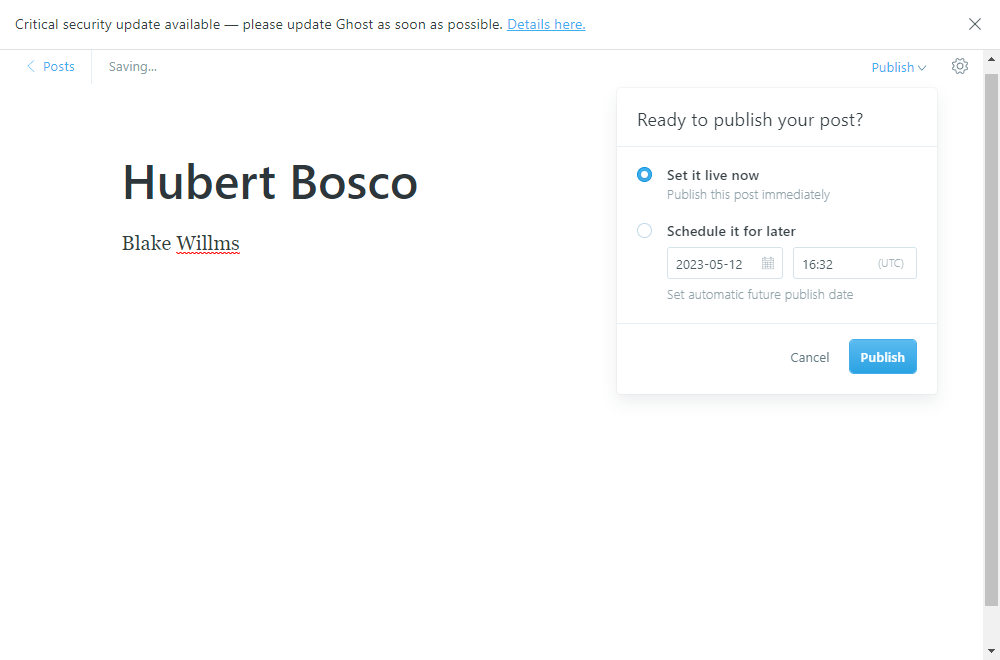 Critical security update available — please update Ghost as soon as possible. Details here.
Posts
Saving...
Publish
Ready to publish your post?
Hubert Bosco
Set it live now
Publish this post immediately
Schedule it for later
Blake Willms
2023-05-12
16:32
(UTC)
Set automatic future publish date
Cancel
Publish